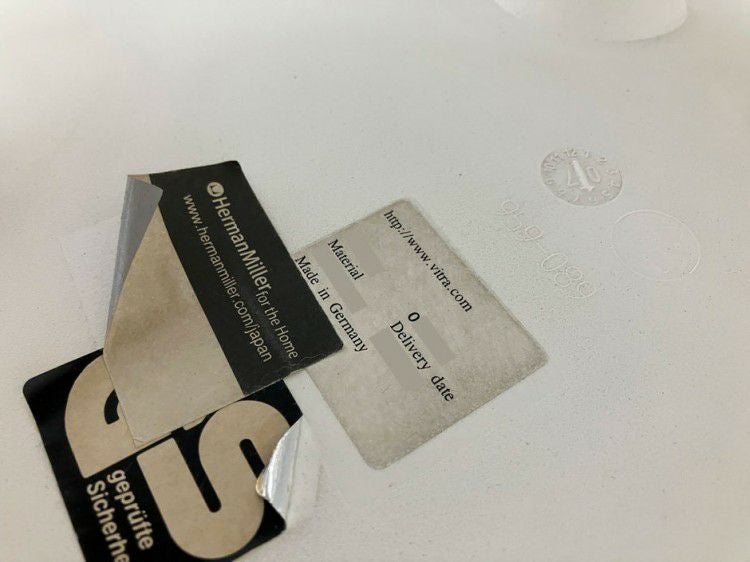 HermanMiller for the Home
www.hermanmiller.com/japan
http://www.vitra.com
Material
Made in Germany
0
Delivery date
geprüfte
Sicherhe